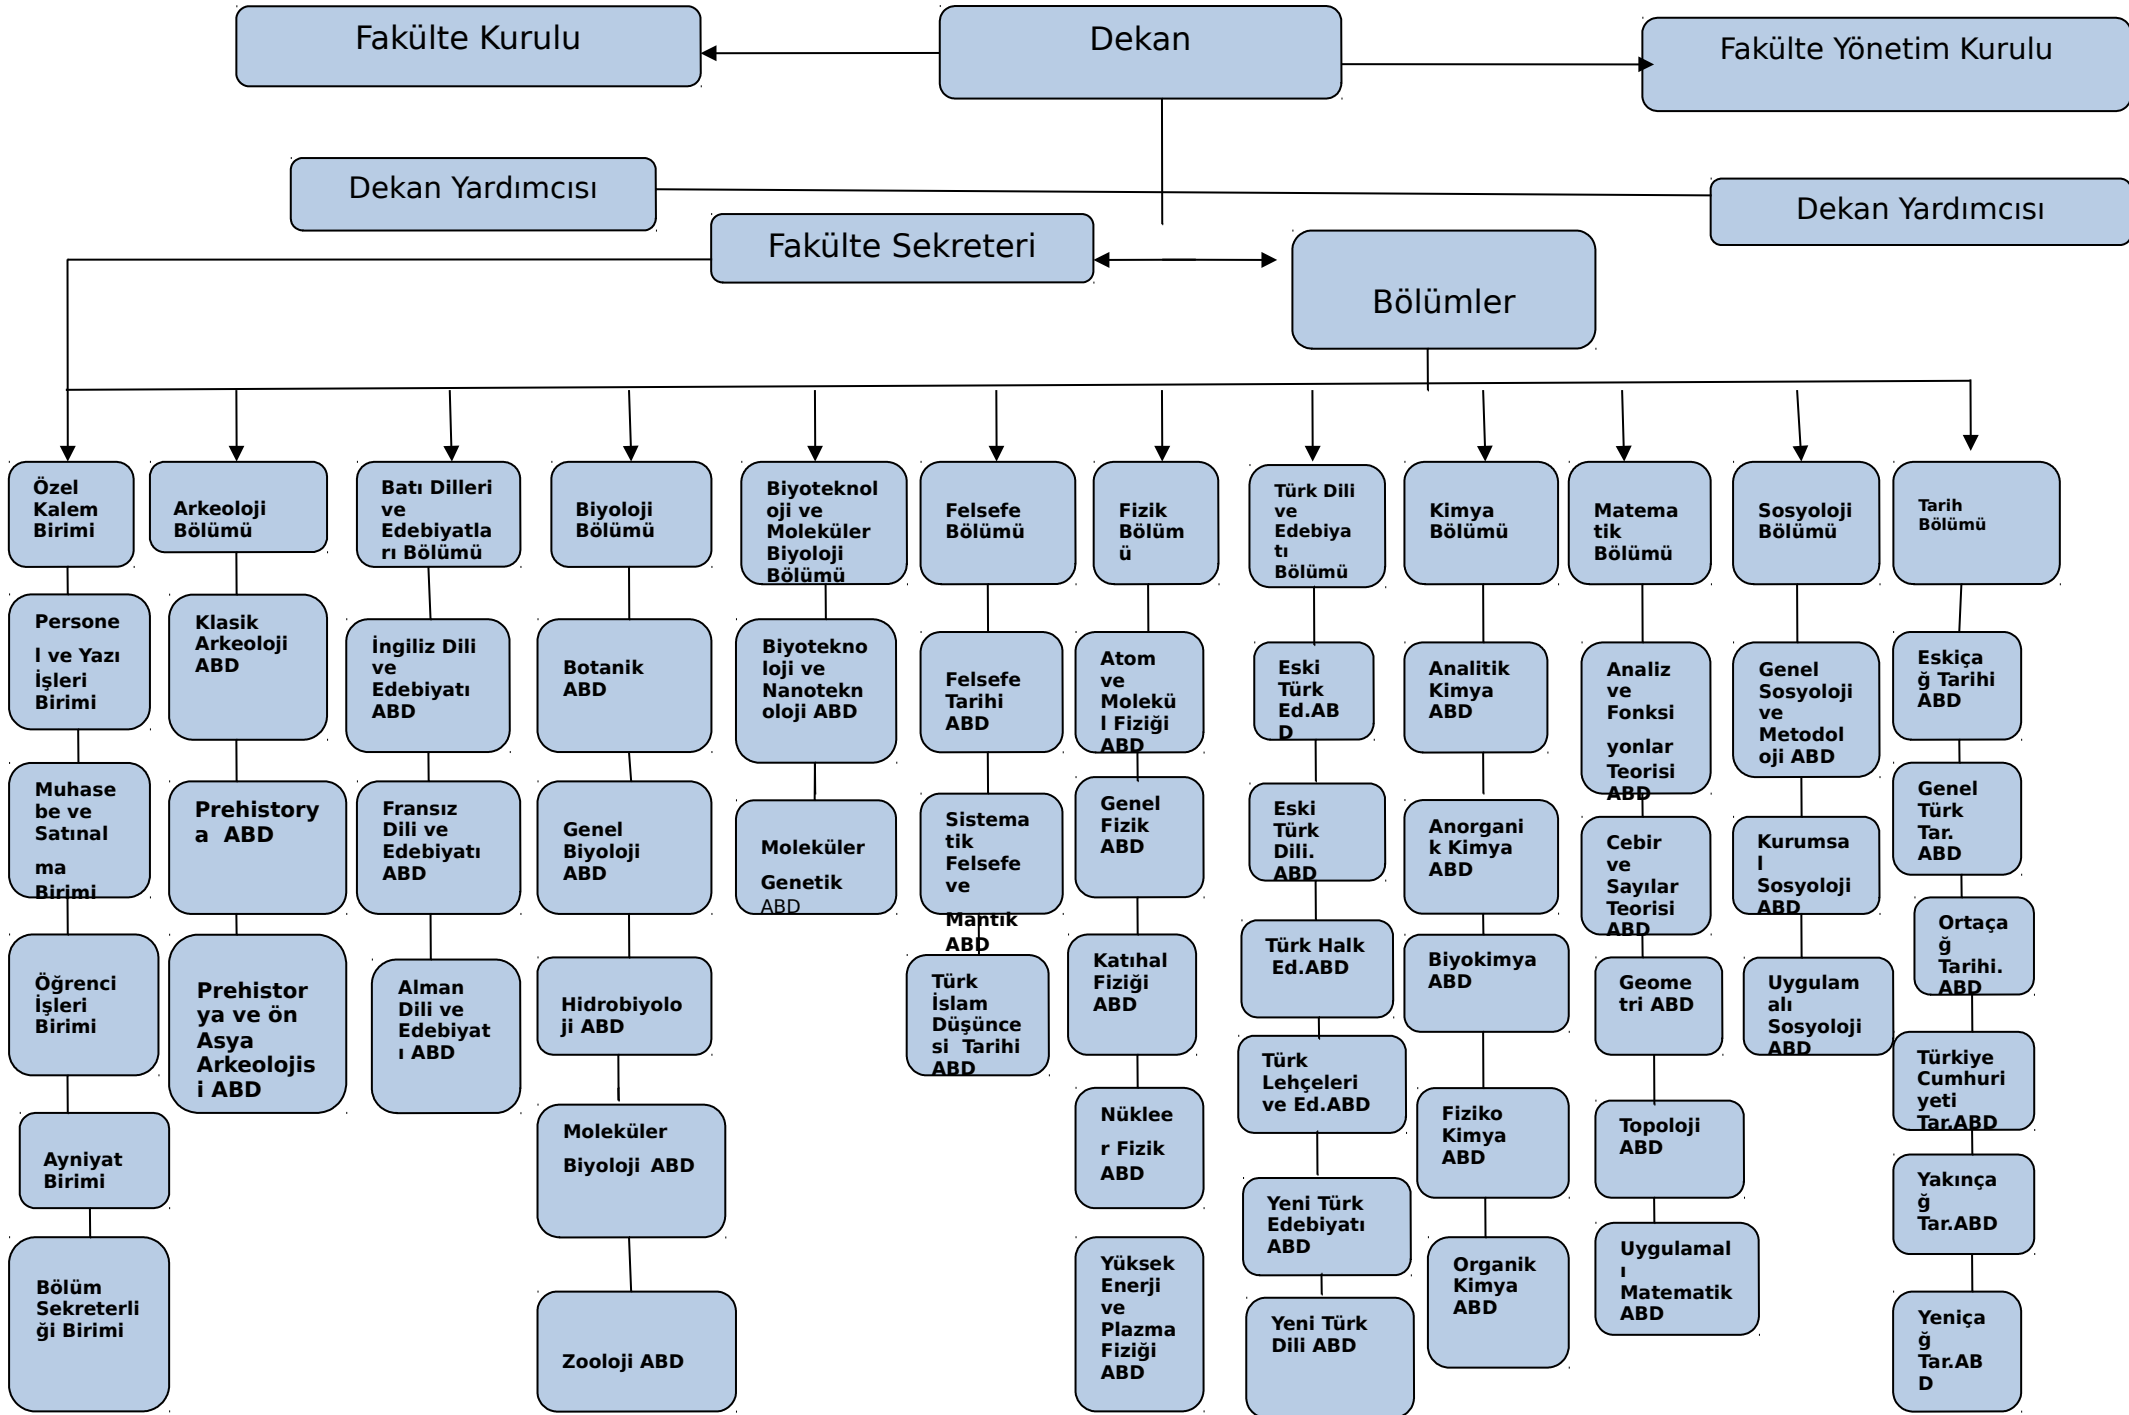 Fakülte Kurulu
Dekan
Fakülte Yönetim Kurulu
Dekan Yardımcısı
Dekan Yardımcısı
Fakülte Sekreteri
Bölümler
Özel
Kalem
Birimi
Persone
l ve Yazı
İşleri
Birimi
Muhase
be ve
Satınal
ma
Birimi
Öğrenci
İşleri
Birimi
Ayniyat
Birimi
Bölüm
Sekreterli
ği Birimi
Arkeoloji
Bölümü
Klasik
Arkeoloji
ABD
Prehistory
a  ABD
Prehistor
ya ve ön
Asya
Arkeolojis
i ABD
Batı Dilleri
ve
Edebiyatla
rı Bölümü
İngiliz Dili
ve
Edebiyatı
ABD
Fransız
Dili ve
Edebiyatı
ABD
Alman
Dili ve
Edebiyat
ı ABD
Biyoloji
Bölümü
Botanik
ABD
Genel
Biyoloji
ABD
Hidrobiyolo
ji ABD
Moleküler
Biyoloji ABD
Zooloji ABD
Biyoteknol
oji ve
Moleküler
Biyoloji
Bölümü
Biyotekno
loji ve
Nanotekn
oloji ABD
Moleküler
Genetik
ABD
Felsefe
Bölümü
Felsefe
Tarihi
ABD
Sistema
tik
Felsefe
ve
Mantık
ABD
Türk
İslam
Düşünce
si  Tarihi
ABD
Fizik
Bölüm
ü
Atom
ve
Molekü
l Fiziği
ABD
Genel
Fizik
ABD
Katıhal
Fiziği
ABD
Nüklee
r Fizik
ABD
Yüksek
Enerji
ve
Plazma
Fiziği
ABD
Türk Dili
ve
Edebiya
tı
Bölümü
Eski
Türk
Ed.AB
D
Eski
Türk
Dili.
ABD
Türk Halk
Ed.ABD
Türk
Lehçeleri
ve Ed.ABD
Yeni Türk
Edebiyatı
ABD
Yeni Türk
Dili ABD
Kimya
Bölümü
Analitik
Kimya
ABD
Anorgani
k Kimya
ABD
Biyokimya
ABD
Fiziko
Kimya
ABD
Organik
Kimya
ABD
Matema
tik
Bölümü
Analiz
ve
Fonksi
yonlar
Teorisi
ABD
Cebir
ve
Sayılar
Teorisi
ABD
Geome
tri ABD
Topoloji
ABD
Uygulamal
ı
Matematik
ABD
Sosyoloji
Bölümü
Genel
Sosyoloji
ve
Metodol
oji ABD
Kurumsa
l
Sosyoloji
ABD
Uygulam
alı
Sosyoloji
ABD
Tarih
Bölümü
Eskiça
ğ Tarihi
ABD
Genel
Türk
Tar.
ABD
Ortaça
ğ
Tarihi.
ABD
Türkiye
Cumhuri
yeti
Tar.ABD
Yakınça
ğ
Tar.ABD
Yeniça
ğ
Tar.AB
D